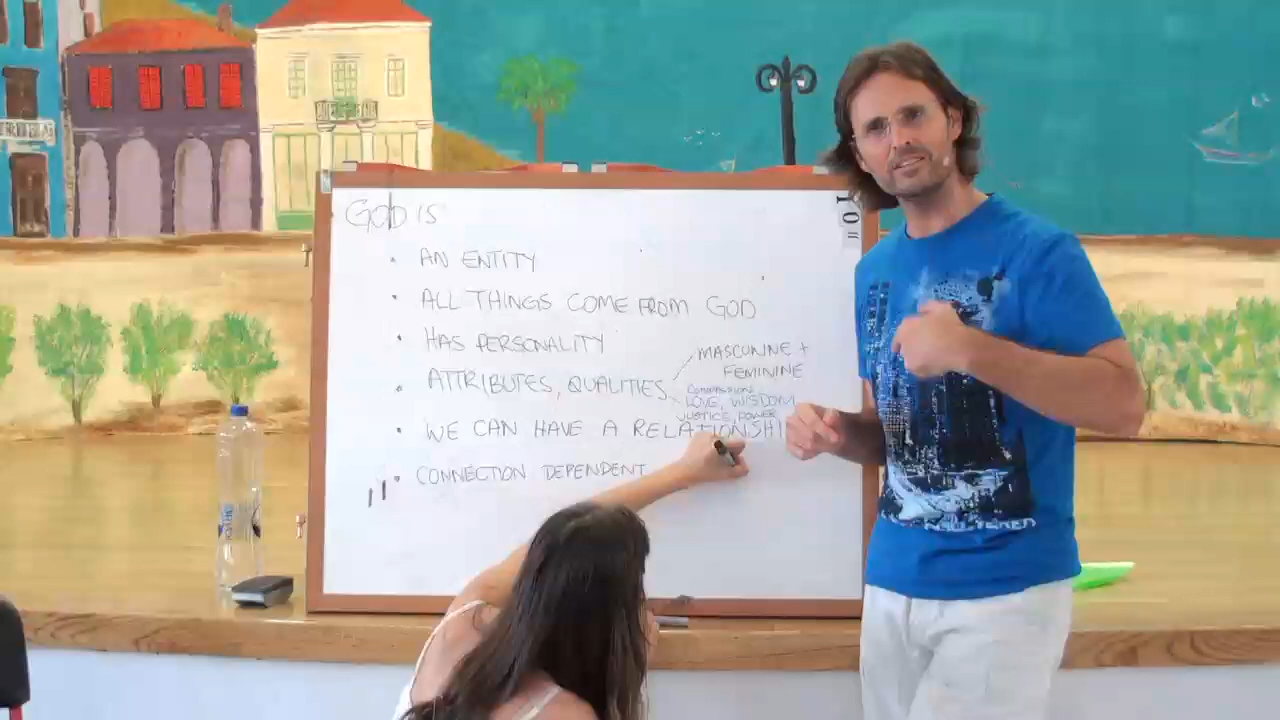 GOD IS
• AN ENTITY
• ALL THINGS COME FROM GOD
• HAS PERSONALITY
• ATTRIBUTES, QUALITIES
MASCULINE +
FEMININE
COMPASSION
LOVE, WISDOM
JUSTICE, POWER
• WE CAN HAVE A RELATIONSHI
• CONNECTION DEPENDENT